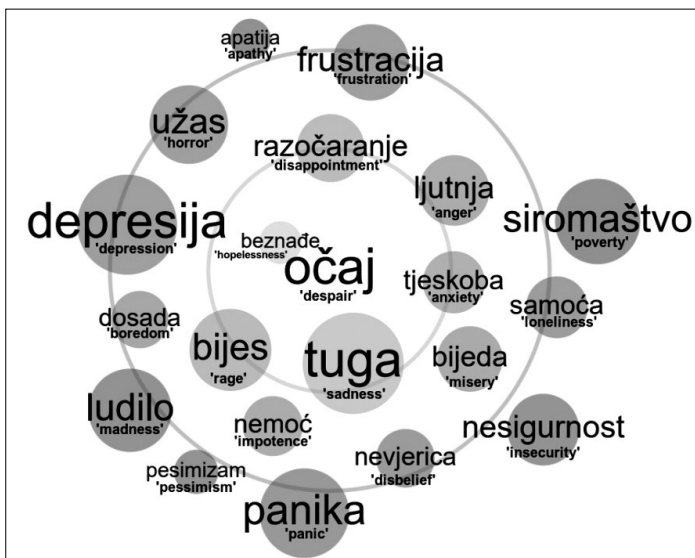 apatija
'apathy'
frustracija
'frustration'
užas
'horror'
razočaranje
'disappointment'
ljutnja
'anger'
depresija
'depression'
siromaštvo
'poverty'
beznađe
'hopelessness'
očaj
'despair'
tjeskoba
'anxiety'
samoća
'loneliness'
dosada
'boredom'
bijes
'rage'
tuga
'sadness'
bijeda
'misery'
ludilo
'madness'
nemoć
'impotence'
nesigurnost
'insecurity'
nevjerica
'disbelief'
pesimizam
'pessimism'
panika
'panic'